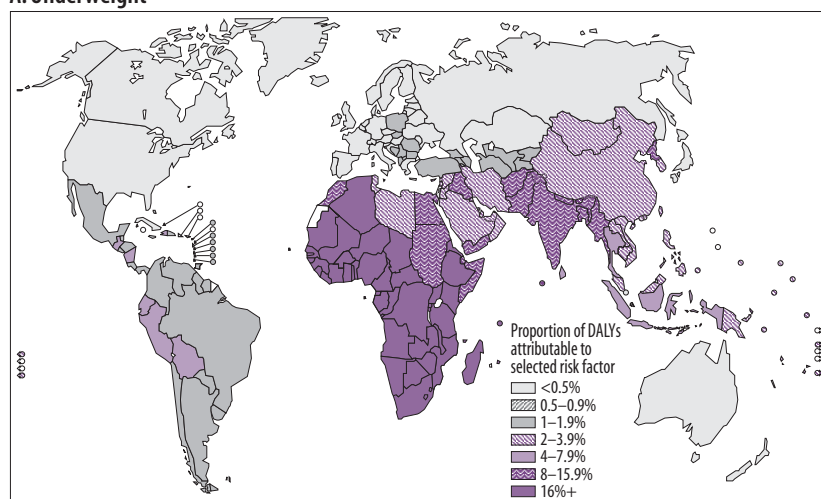 Proportion of DALYs
attributable to
selected risk factor
<0.5%
0.5–0.9%
1–1.9%
2–3.9%
4–7.9%
8–15.9%
16%+